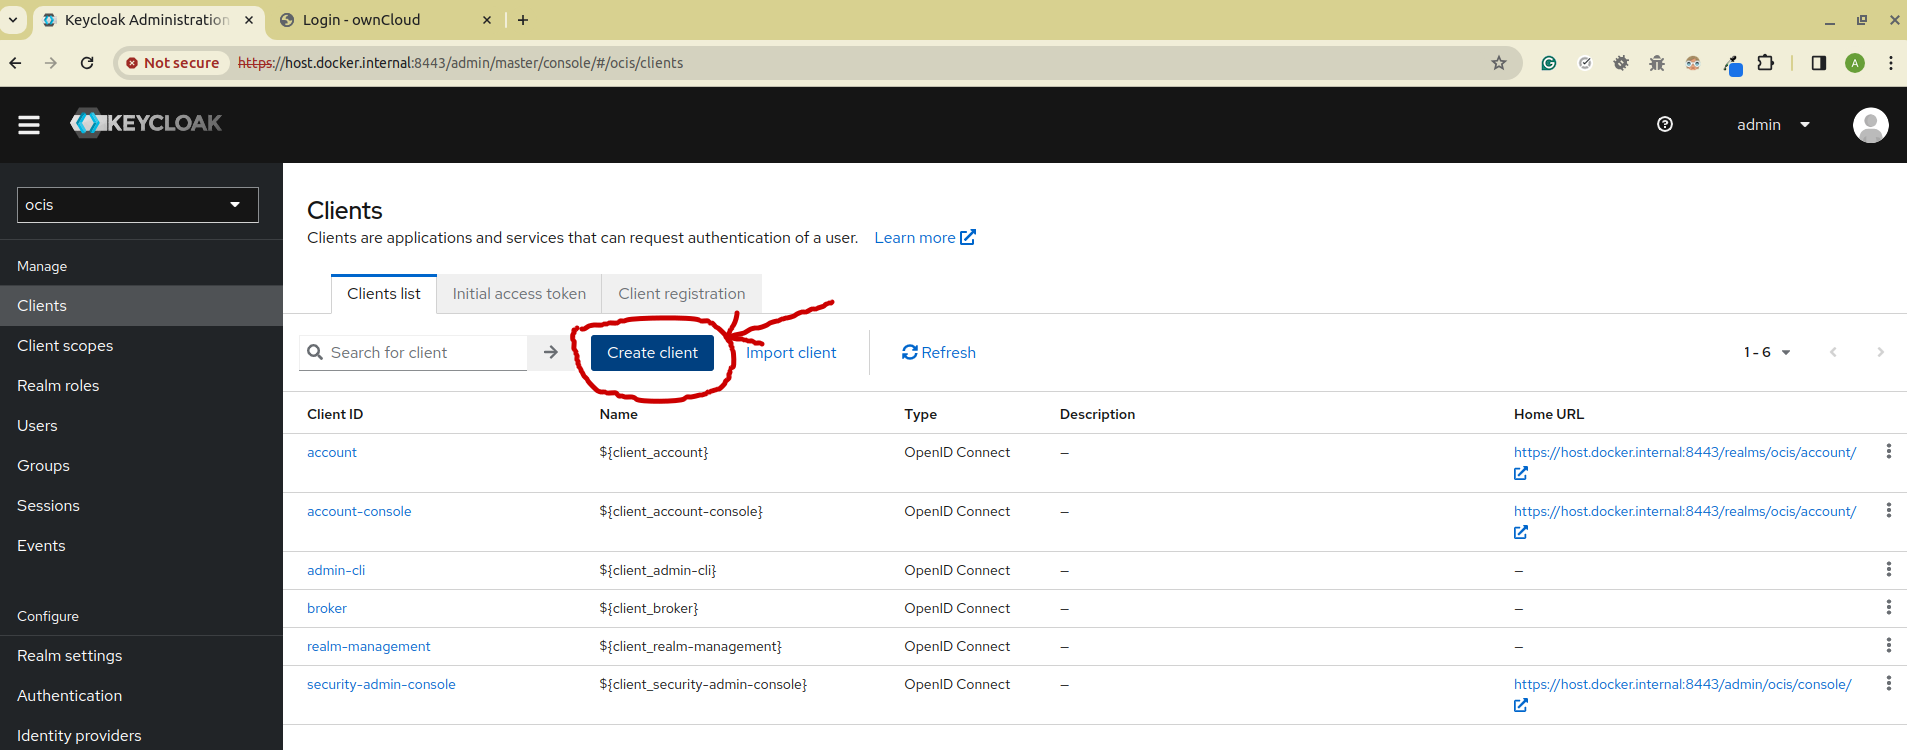 Keycloak Administration
Login - ownCloud
Not secure https://host.docker.internal:8443/admin/master/console/#/ocis/clients
A
KEYCLOAK
admin
ocis
Manage
Clients
Client scopes
Realm roles
Users
Groups
Sessions
Events
Configure
Realm settings
Authentication
Identity providers
Clients
Clients are applications and services that can request authentication of a user. Learn more
Clients list Initial access token Client registration
Search for client Create client Import client Refresh 1 - 6
Client ID Name Type Description Home URL
account ${client_account} OpenID Connect – https://host.docker.internal:8443/realms/ocis/account/
account-console ${client_account-console} OpenID Connect – https://host.docker.internal:8443/realms/ocis/account/
admin-cli ${client_admin-cli} OpenID Connect – –
broker ${client_broker} OpenID Connect – –
realm-management ${client_realm-management} OpenID Connect – –
security-admin-console ${client_security-admin-console} OpenID Connect – https://host.docker.internal:8443/admin/ocis/console/